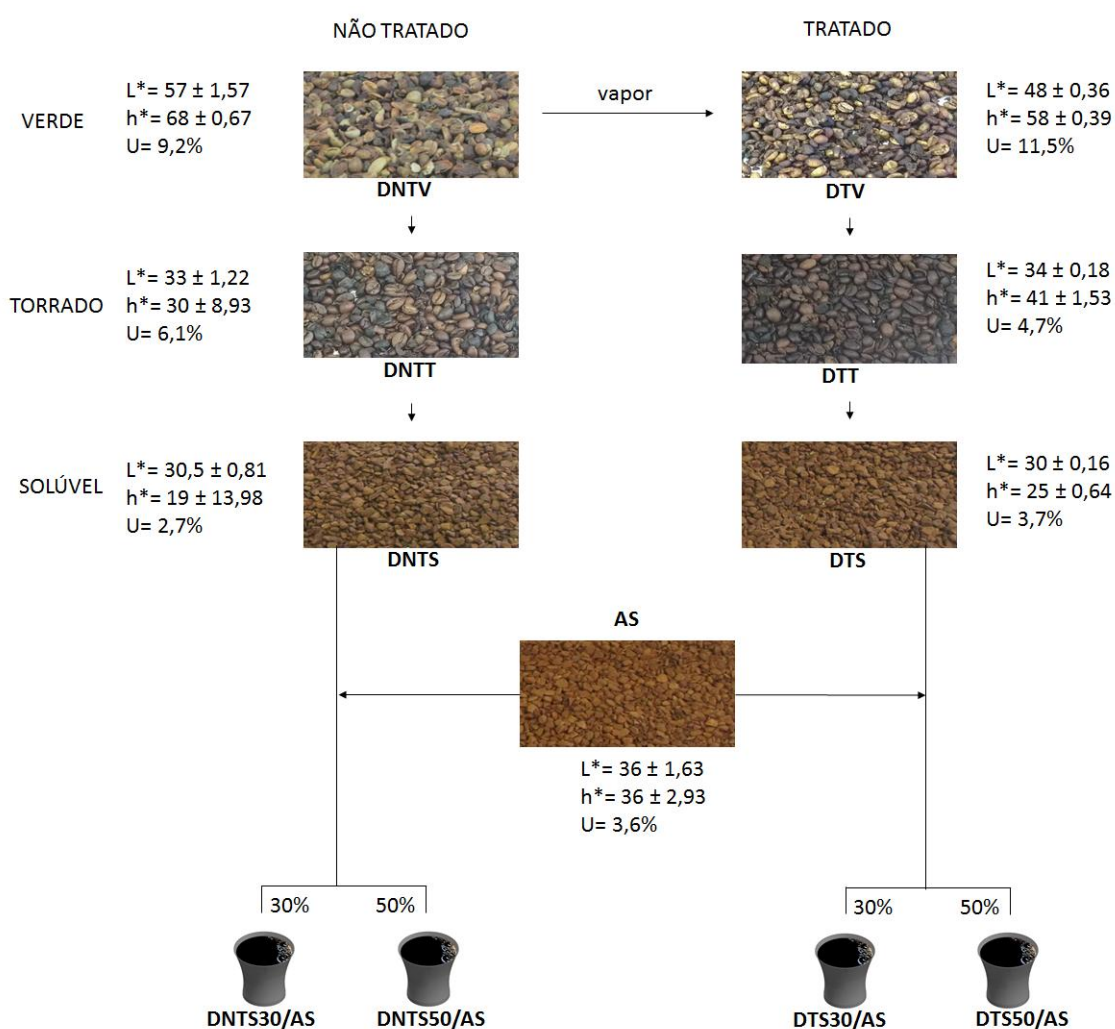 NÃO TRATADO
TRATADO
VERDE
L*= 57 ± 1,57
h*= 68 ± 0,67
U= 9,2%
vapor
L*= 48 ± 0,36
h*= 58 ± 0,39
U= 11,5%
DNTV
DTV
TORRADO
L*= 33 ± 1,22
h*= 30 ± 8,93
U= 6,1%
L*= 34 ± 0,18
h*= 41 ± 1,53
U= 4,7%
DNTT
DTT
SOLÚVEL
L*= 30,5 ± 0,81
h*= 19 ± 13,98
U= 2,7%
L*= 30 ± 0,16
h*= 25 ± 0,64
U= 3,7%
DNTS
DTS
AS
L*= 36 ± 1,63
h*= 36 ± 2,93
U= 3,6%
30%
50%
30%
50%
DNTS30/AS
DNTS50/AS
DTS30/AS
DTS50/AS